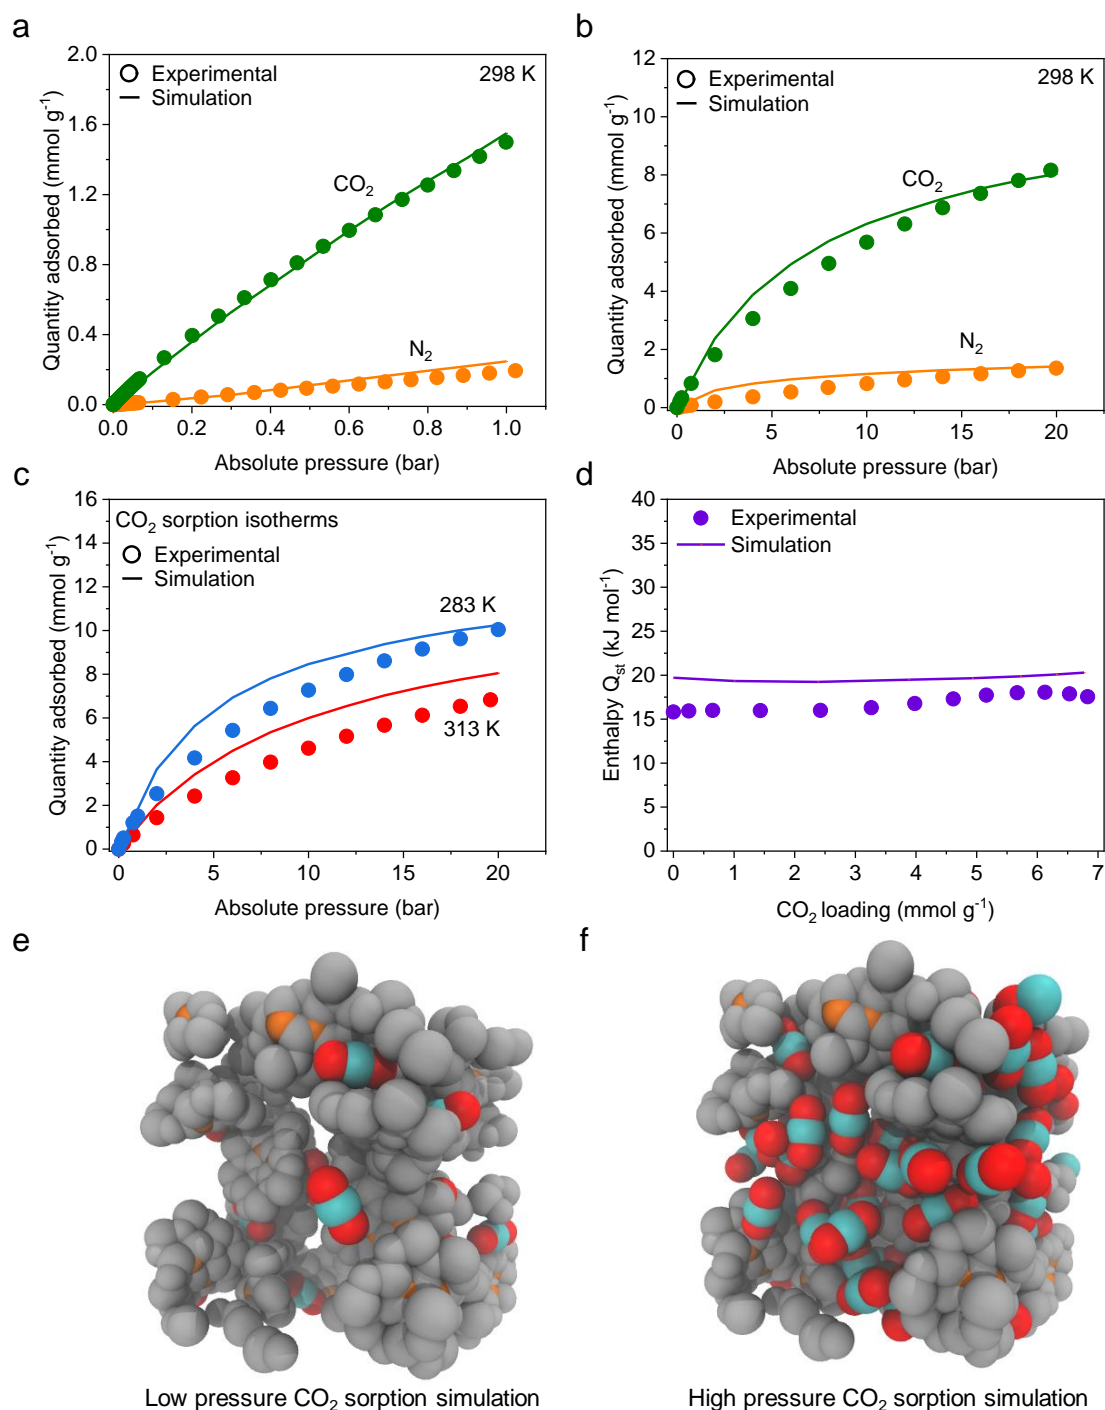 a
2.0
1.6
1.2
0.8
0.4
0.0
Quantity adsorbed (mmol g⁻¹)
Experimental
Simulation
298 K
CO₂
N₂
0.0 0.2 0.4 0.6 0.8 1.0
Absolute pressure (bar)
b
12
10
8
6
4
2
0
Quantity adsorbed (mmol g⁻¹)
Experimental
Simulation
298 K
CO₂
N₂
0 5 10 15 20
Absolute pressure (bar)
c
16
14
12
10
8
6
4
2
0
Quantity adsorbed (mmol g⁻¹)
CO₂ sorption isotherms
Experimental
Simulation
283 K
313 K
0 5 10 15 20
Absolute pressure (bar)
d
40
35
30
25
20
15
10
5
0
Enthalpy Qₛₜ (kJ mol⁻¹)
Experimental
Simulation
0 1 2 3 4 5 6 7
CO₂ loading (mmol g⁻¹)
e
Low pressure CO₂ sorption simulation
f
High pressure CO₂ sorption simulation